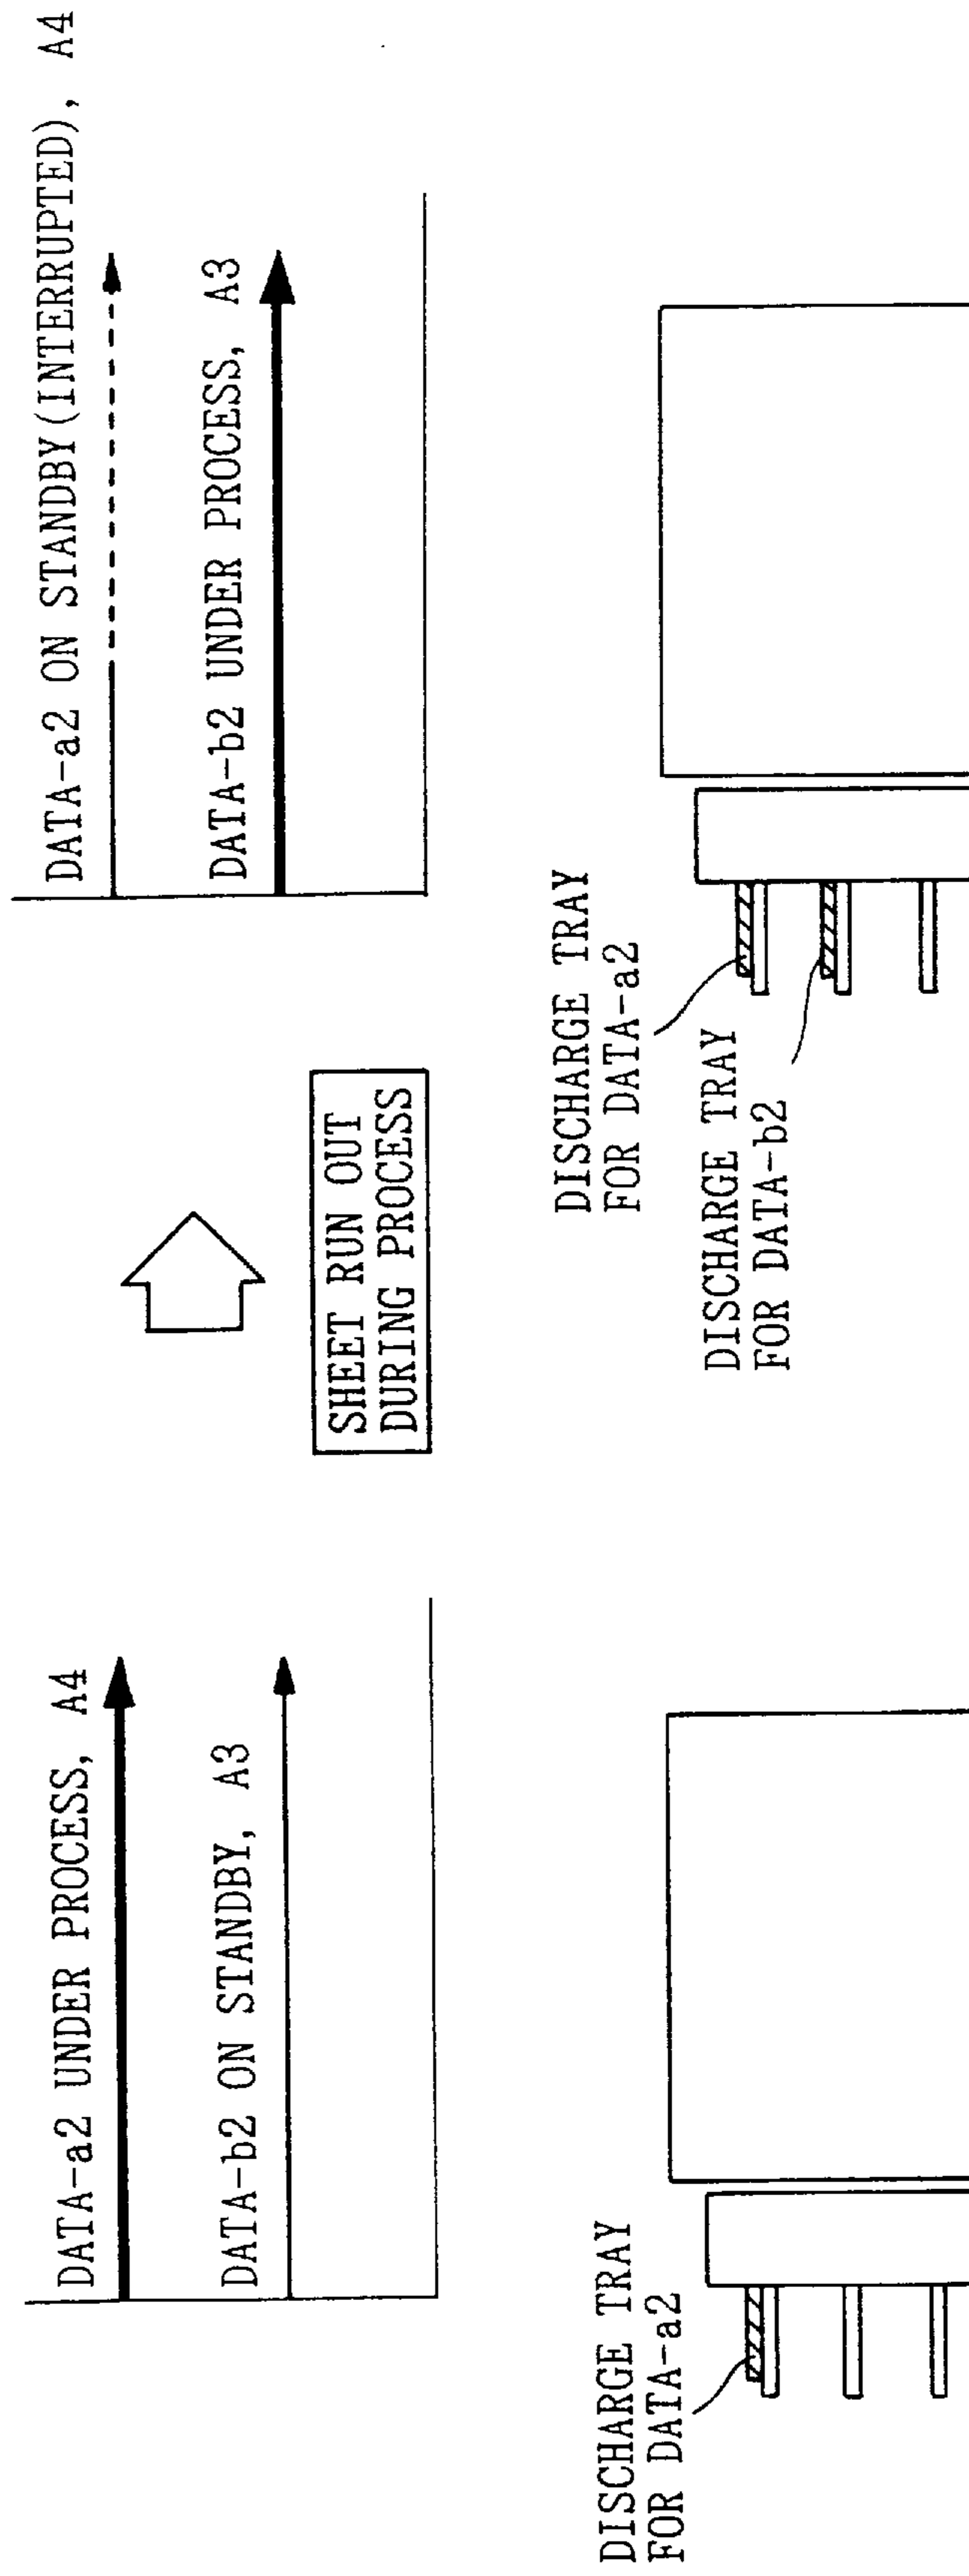 DATA-a2 UNDER PROCESS, A4
DATA-b2 ON STANDBY, A3
SHEET RUN OUT
DURING PROCESS
DATA-a2 ON STANDBY(INTERRUPTED), A4
DATA-b2 UNDER PROCESS, A3
DISCHARGE TRAY
FOR DATA-a2
DISCHARGE TRAY
FOR DATA-a2
DISCHARGE TRAY
FOR DATA-b2